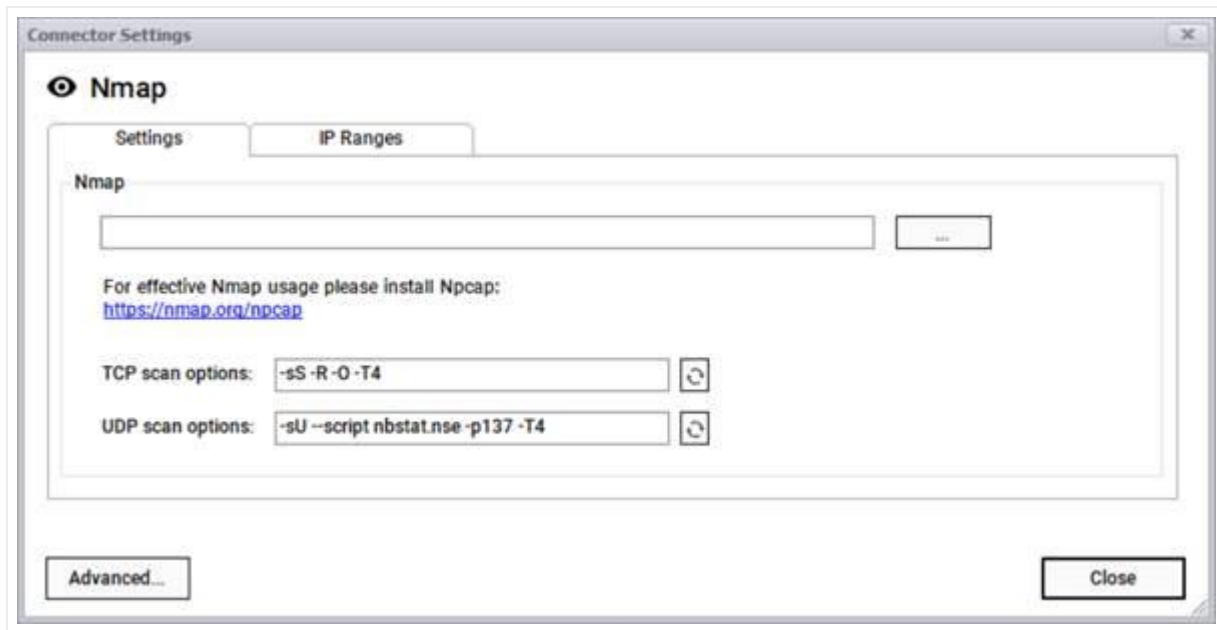 Connector Settings
Nmap
Settings
IP Ranges
Nmap
...
For effective Nmap usage please install Npcap:
https://nmap.org/npcap
TCP scan options:
-sS -R -O -T4
UDP scan options:
-sU --script nbstat.nse -p137 -T4
Advanced...
Close